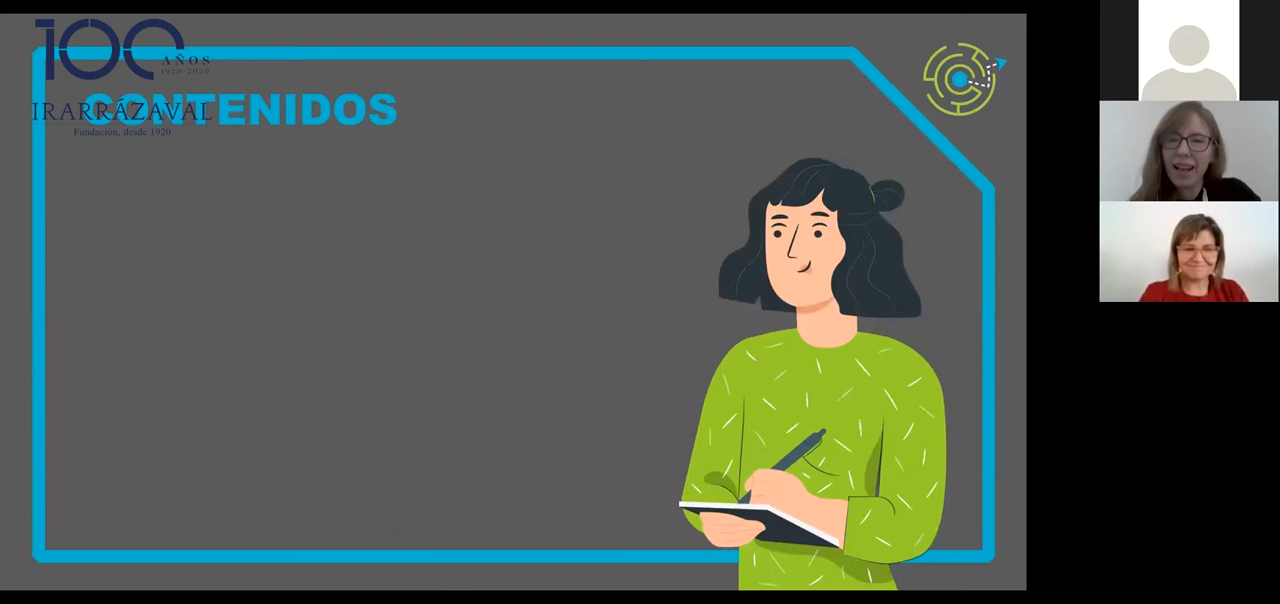 100
AÑOS
1920-2020
IRARRÁZAVAL
Fundación, desde 1920
CONTENIDOS